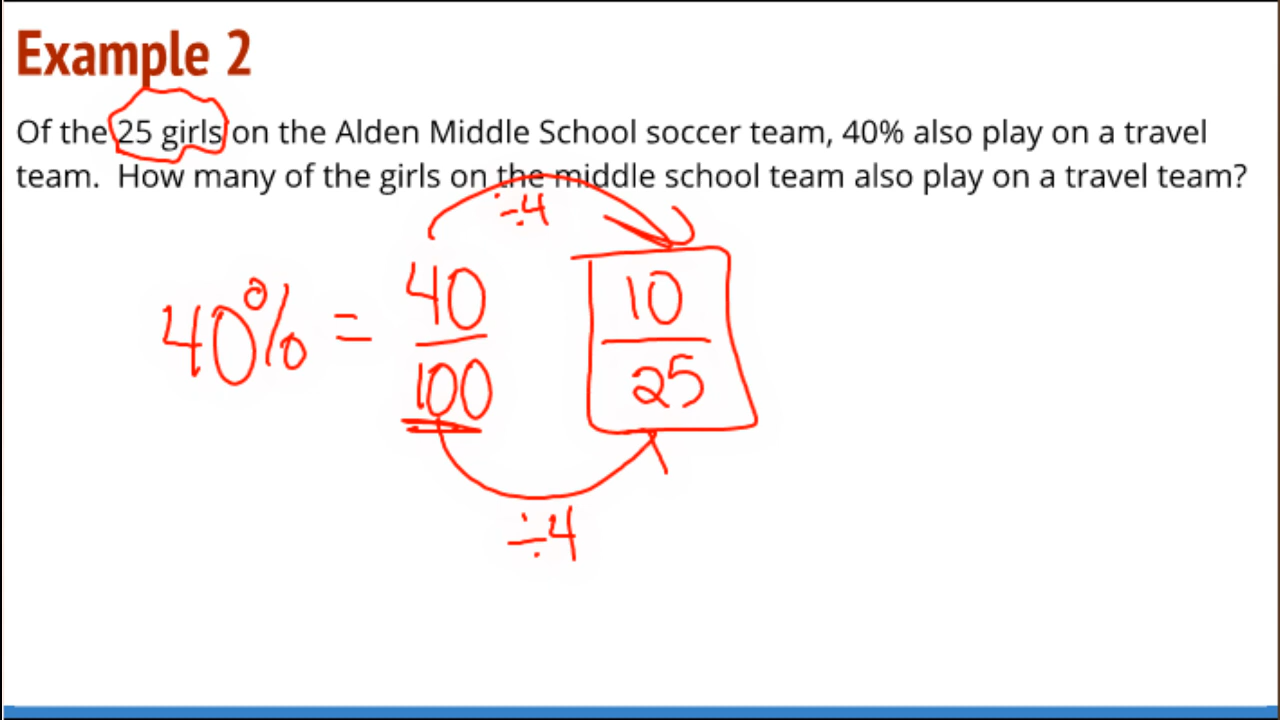 Example 2
Of the 25 girls on the Alden Middle School soccer team, 40% also play on a travel
team.  How many of the girls on the middle school team also play on a travel team?
÷4
40% = 40/100 10/25
÷4